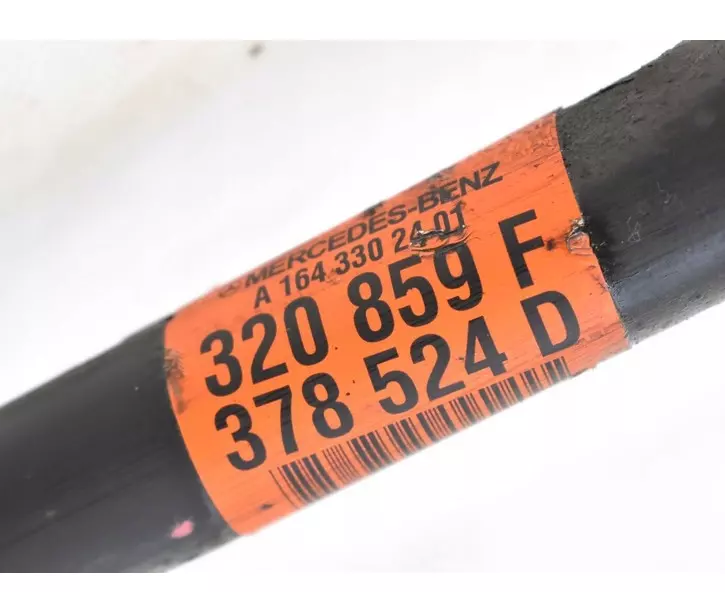 MERCEDES-BENZ
A 164 330 24 01
320 859 F
378 524 D